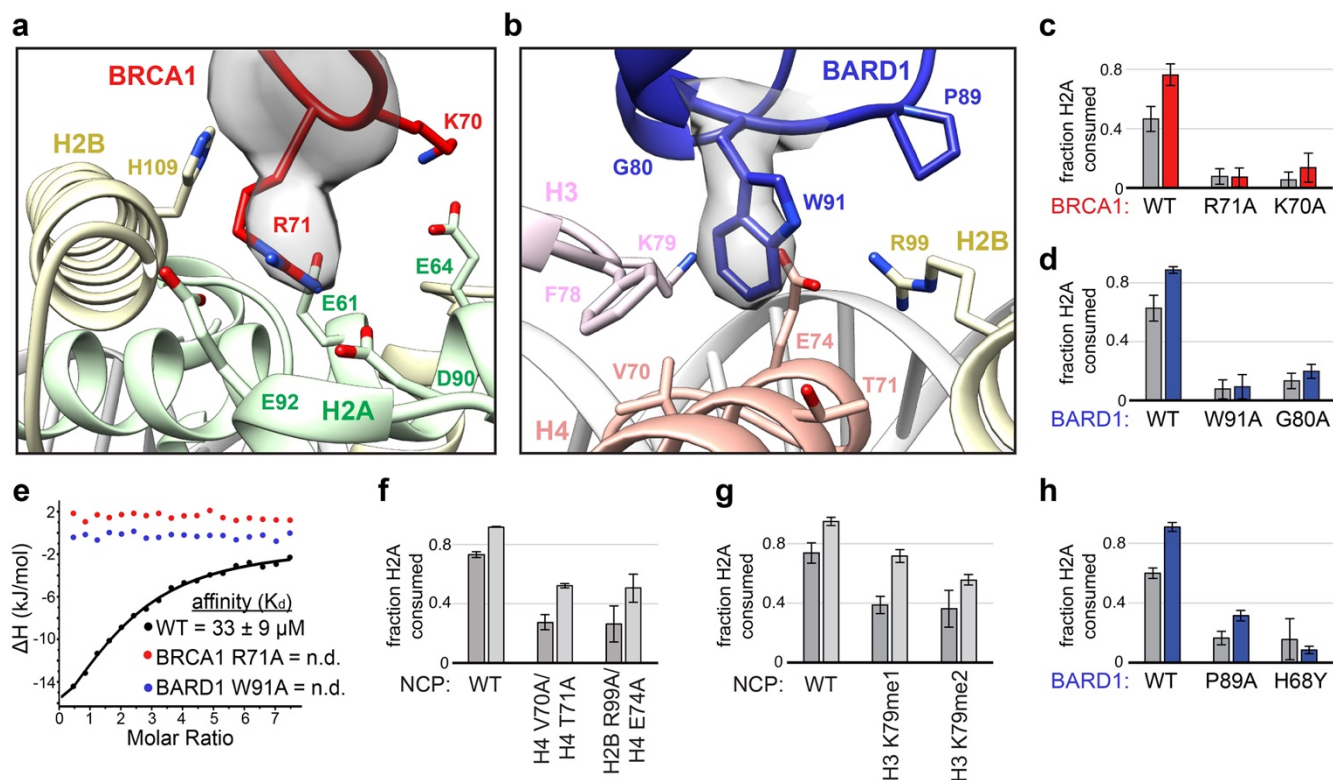 a
BRCA1
K70
H2B
H109
R71
E64
E61
D90
E92
H2A
b
BARD1
P89
G80
H3
W91
K79
R99
H2B
F78
E74
V70
T71
H4
c
fraction H2A
consumed
0.8
0.4
0
BRCA1: WT R71A K70A
d
fraction H2A
consumed
0.8
0.4
0
BARD1: WT W91A G80A
e
ΔH (kJ/mol)
2
-2
-6
-10
-14
affinity (Kd)
WT = 33 ± 9 µM
BRCA1 R71A = n.d.
BARD1 W91A = n.d.
0 1 2 3 4 5 6 7
Molar Ratio
f
fraction H2A
consumed
0.8
0.4
0
NCP: WT
H4 V70A/
H4 T71A
H2B R99A/
H4 E74A
g
fraction H2A
consumed
0.8
0.4
0
NCP: WT
H3 K79me1
H3 K79me2
h
fraction H2A
consumed
0.8
0.4
0
BARD1: WT P89A H68Y